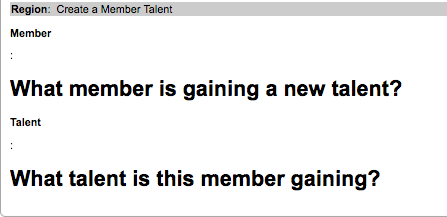 Region: Create a Member Talent
Member
:
What member is gaining a new talent?
Talent
:
What talent is this member gaining?